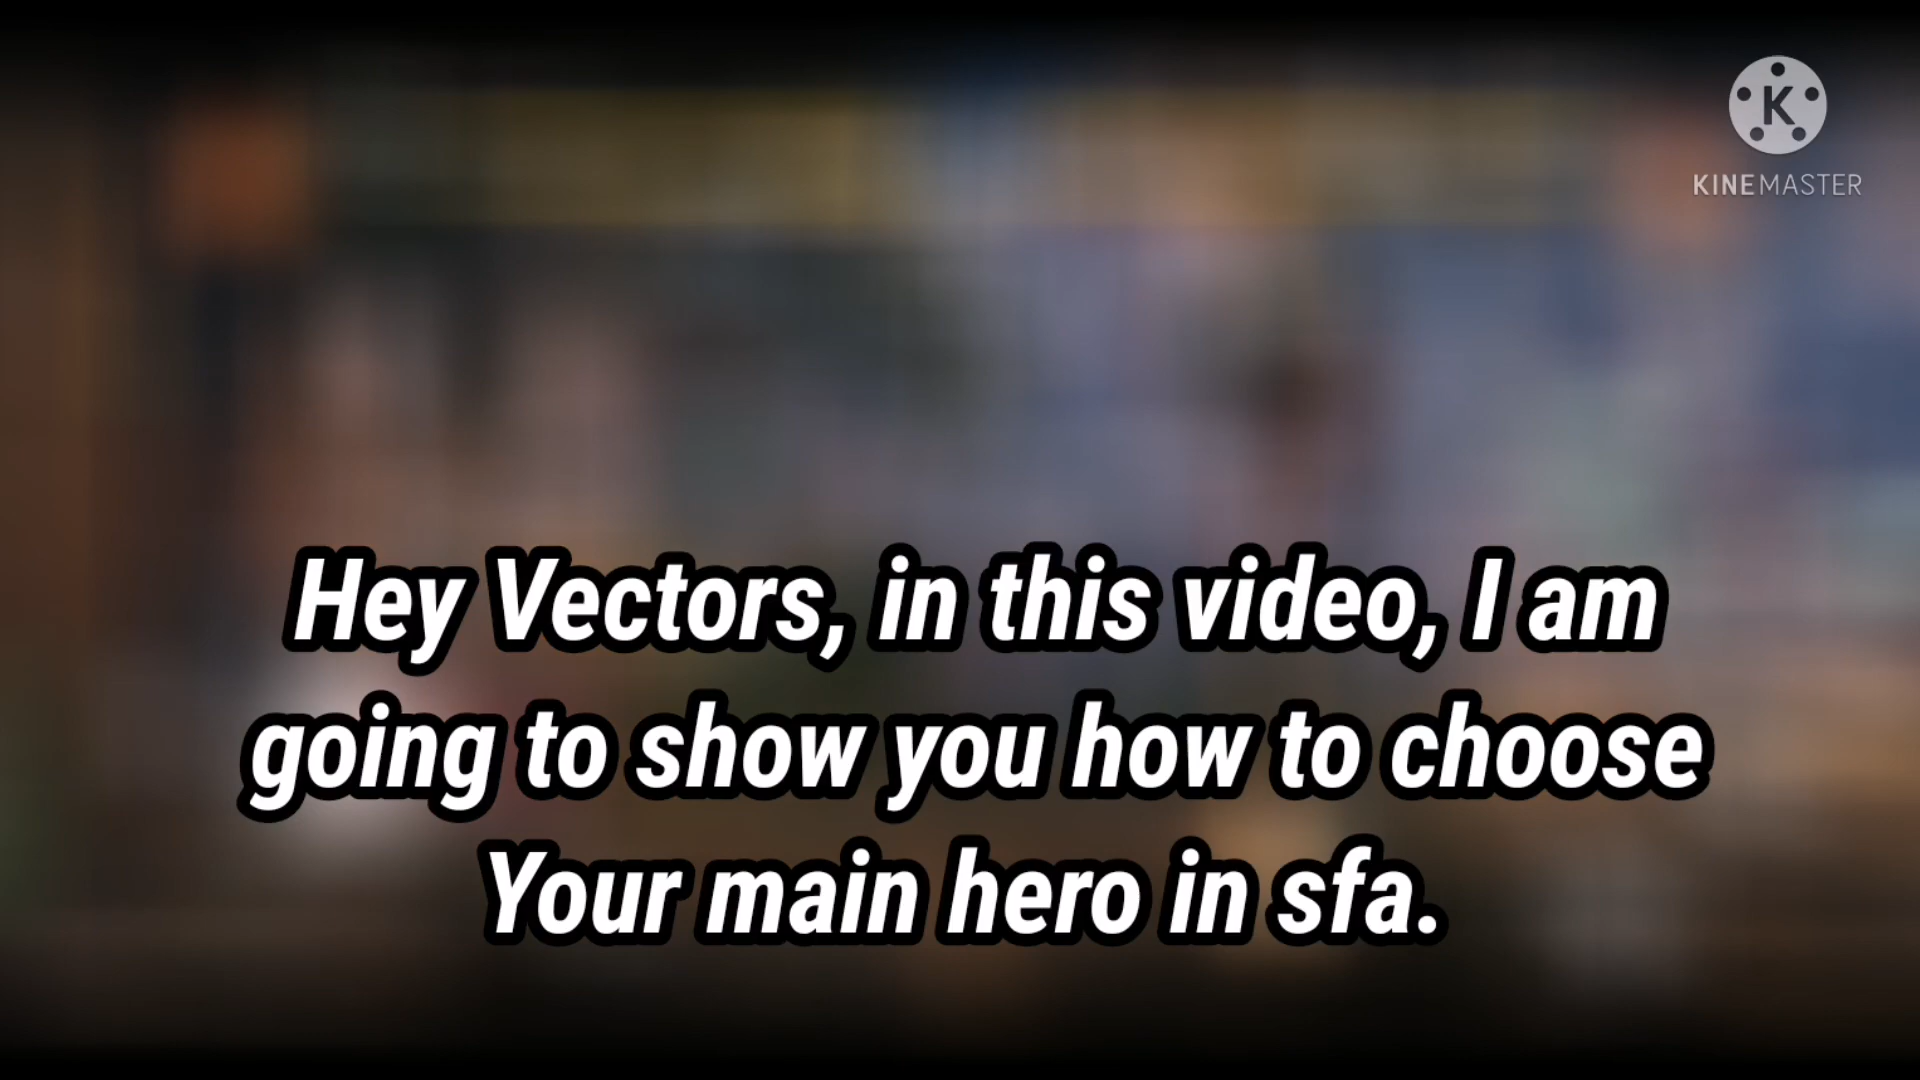 K
KINEMASTER
Hey Vectors, in this video, I am
going to show you how to choose
Your main hero in sfa.